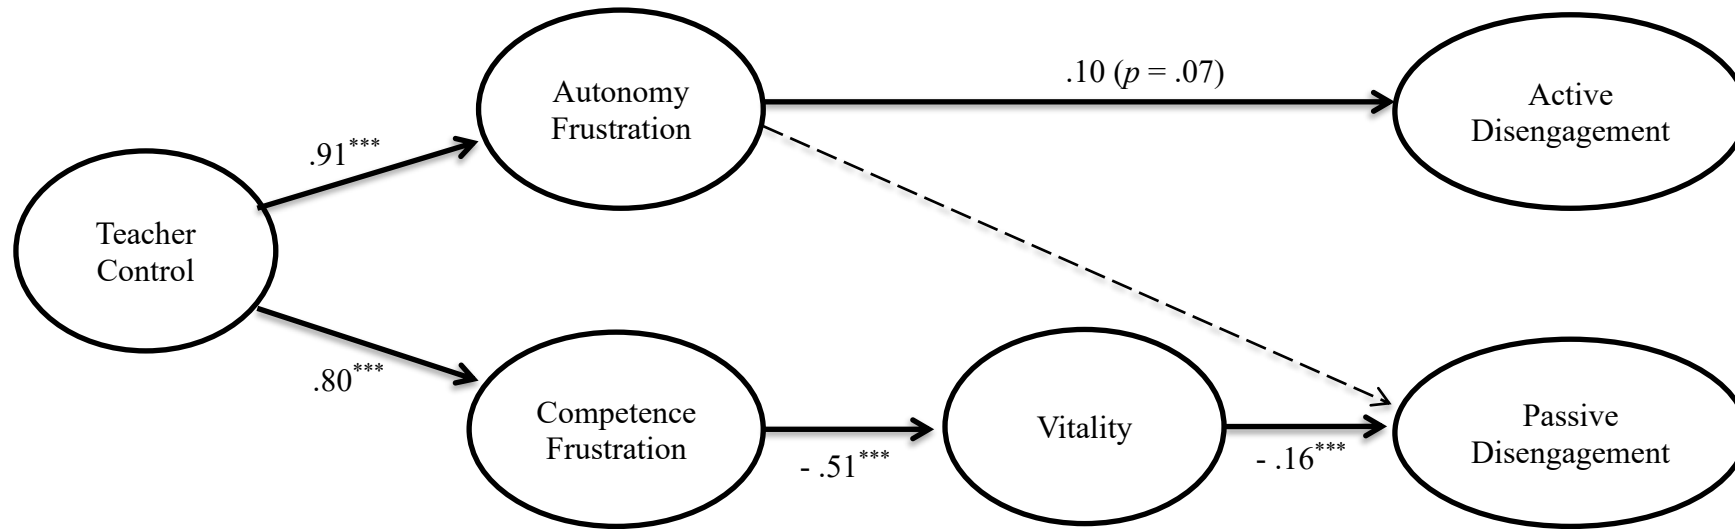 .10 (p = .07)
Autonomy
Frustration
Active
Disengagement
.91***
Teacher
Control
.80***
Competence
Frustration
- .51***
Vitality
- .16***
Passive
Disengagement